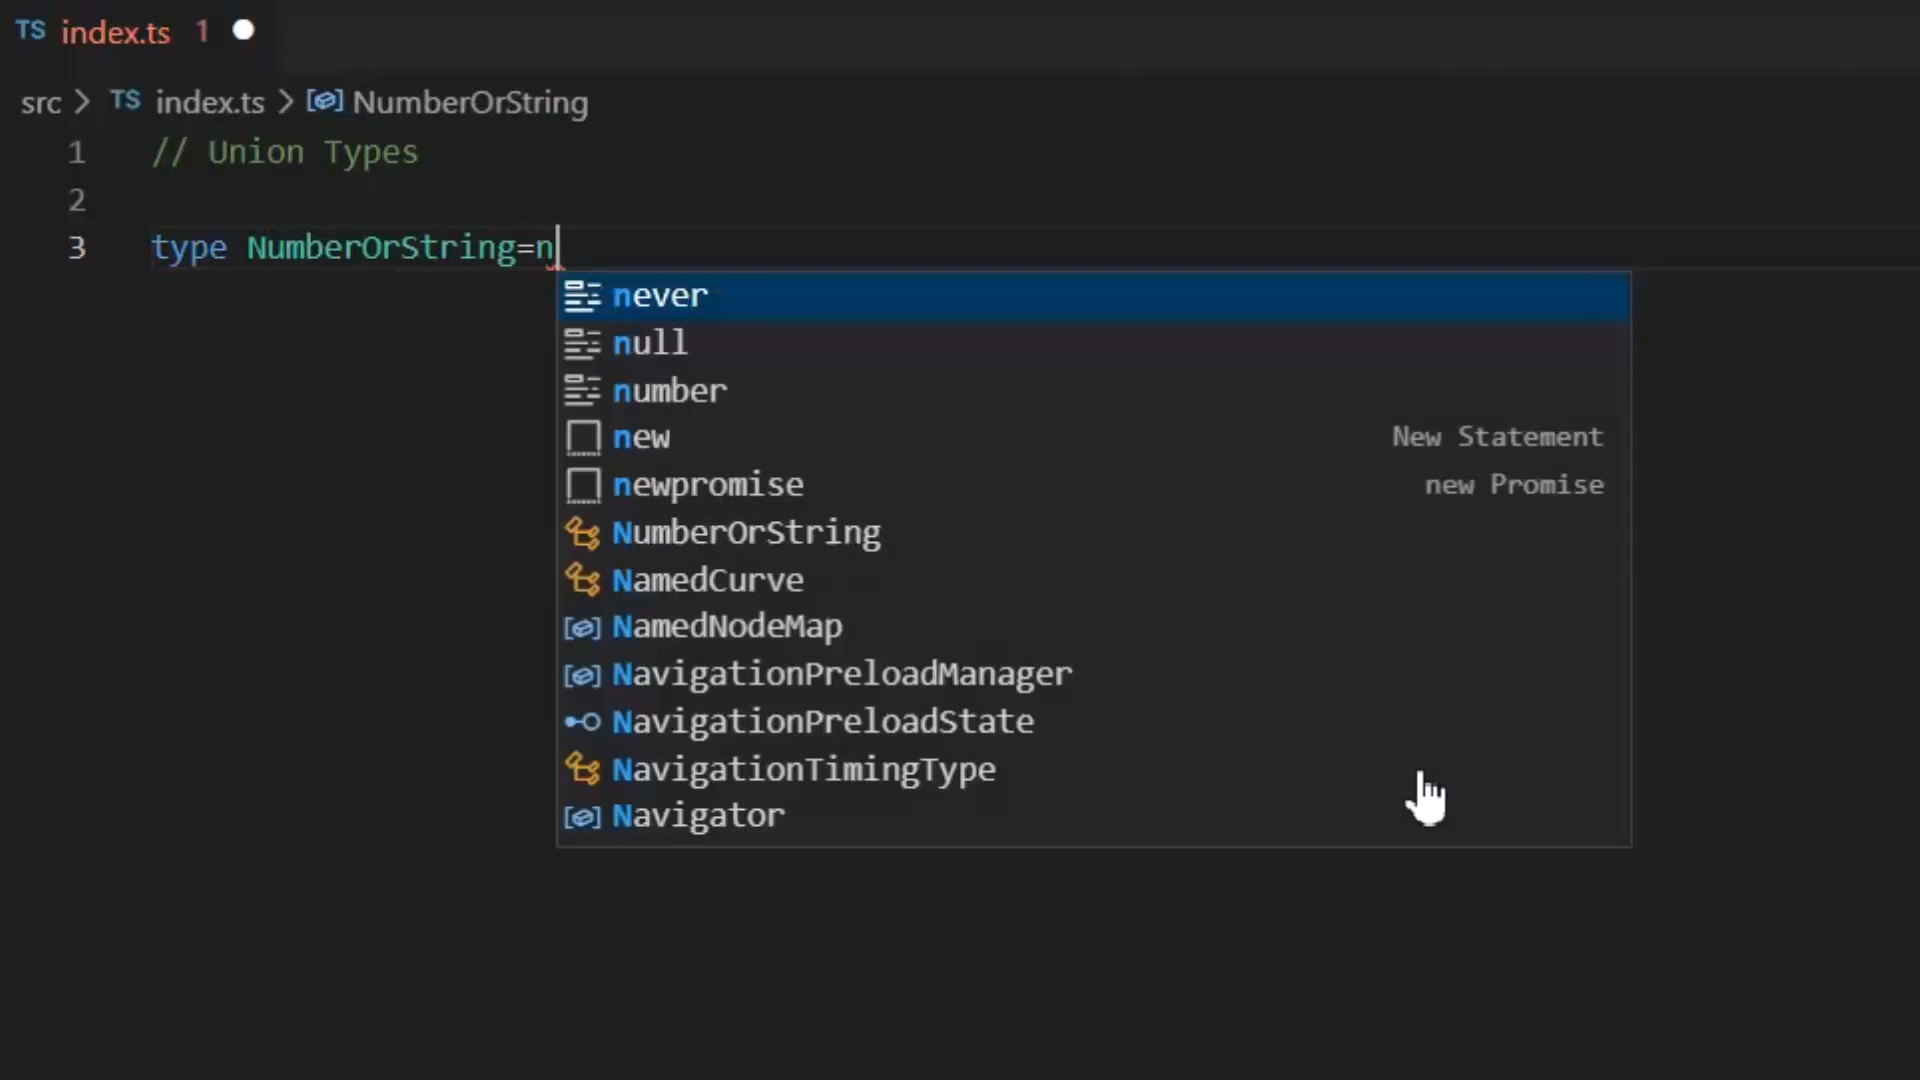 TS index.ts 1
src > TS index.ts > NumberOrString
1 // Union Types
2
3 type NumberOrString=n
never
null
number
new New Statement
newpromise new Promise
NumberOrString
NamedCurve
NamedNodeMap
NavigationPreloadManager
NavigationPreloadState
NavigationTimingType
Navigator